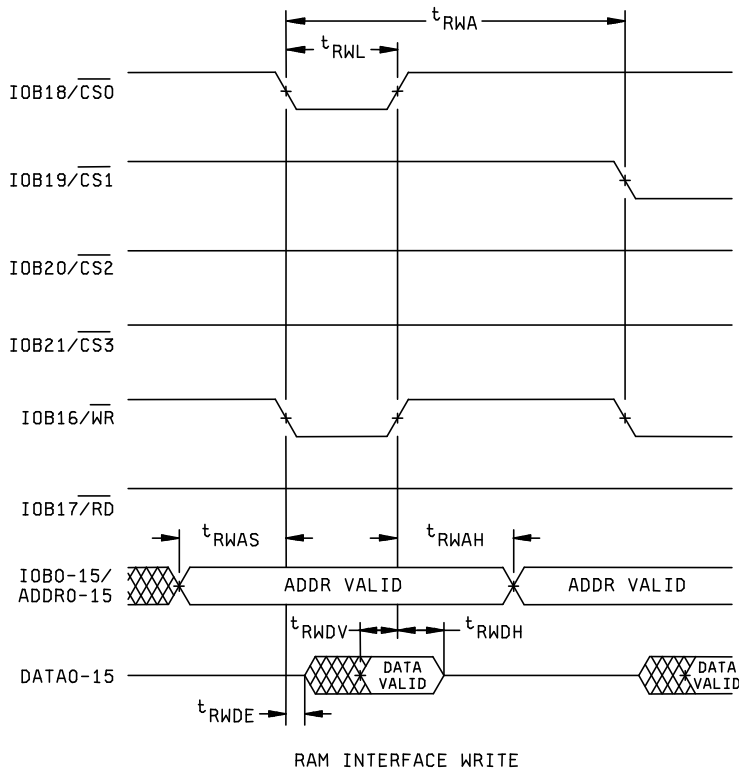 tRWA
tRWL
IOB18/CS0
IOB19/CS1
IOB20/CS2
IOB21/CS3
IOB16/WR
IOB17/RD
tRWAS
tRWAH
IOB0-15/
ADDR0-15
ADDR VALID
ADDR VALID
tRWDV
tRWDH
DATA0-15
DATA
VALID
DATA
VALID
tRWDE
RAM INTERFACE WRITE